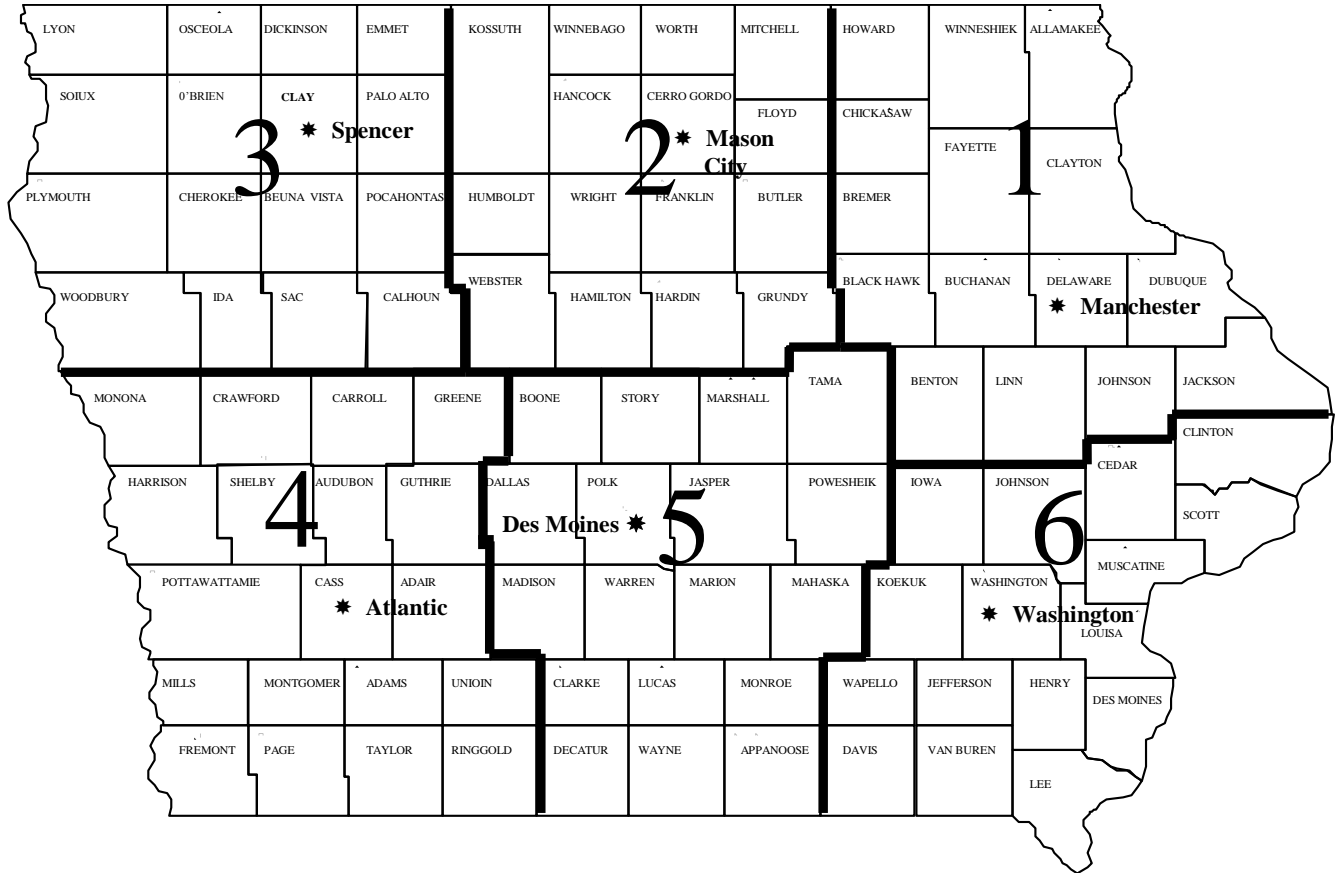 LYON OSCEOLA DICKINSON EMMET KOSSUTH WINNEBAGO WORTH MITCHELL HOWARD WINNESHIEK ALLAMAKEE
SOIUX 0'BRIEN CLAY PALO ALTO HANCOCK CERRO GORDO
FLOYD CHICKASAW
3 Spencer 2 Mason City 1
FAYETTE CLAYTON
PLYMOUTH CHEROKEE BEUNA VISTA POCAHONTAS HUMBOLDT WRIGHT FRANKLIN BUTLER BREMER
WEBSTER BLACK HAWK BUCHANAN DELAWARE DUBUQUE
WOODBURY IDA SAC CALHOUN HAMILTON HARDIN GRUNDY Manchester
TAMA BENTON LINN JOHNSON JACKSON
MONONA CRAWFORD CARROLL GREENE BOONE STORY MARSHALL
CLINTON
CEDAR
HARRISON SHELBY AUDUBON GUTHRIE DALLAS POLK JASPER POWESHEIK IOWA JOHNSON
SCOTT
4 Des Moines 5 6
MUSCATINE
POTTAWATTAMIE CASS ADAIR MADISON WARREN MARION MAHASKA KOEKUK WASHINGTON
Atlantic Washington
LOUISA
MILLS MONTGOMER ADAMS UNIOIN CLARKE LUCAS MONROE WAPELLO JEFFERSON HENRY
DES MOINES
FREMONT PAGE TAYLOR RINGGOLD DECATUR WAYNE APPANOOSE DAVIS VAN BUREN
LEE